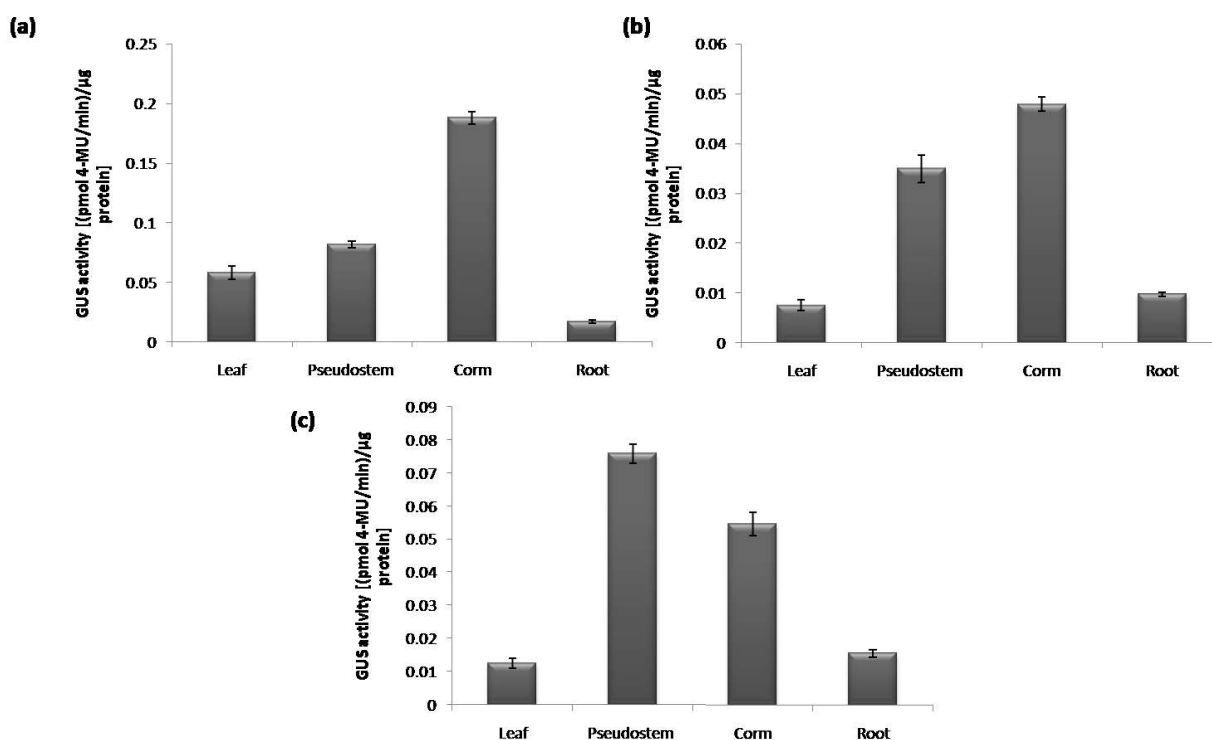 (a)
GUS activity [(pmol 4-MU/min)/µg
protein]
0.25
0.2
0.15
0.1
0.05
0
Leaf Pseudostem Corm Root
(b)
GUS activity [(pmol 4-MU/min)/µg
protein]
0.06
0.05
0.04
0.03
0.02
0.01
0
Leaf Pseudostem Corm Root
(c)
GUS activity [(pmol 4-MU/min)/µg
protein]
0.09
0.08
0.07
0.06
0.05
0.04
0.03
0.02
0.01
0
Leaf Pseudostem Corm Root